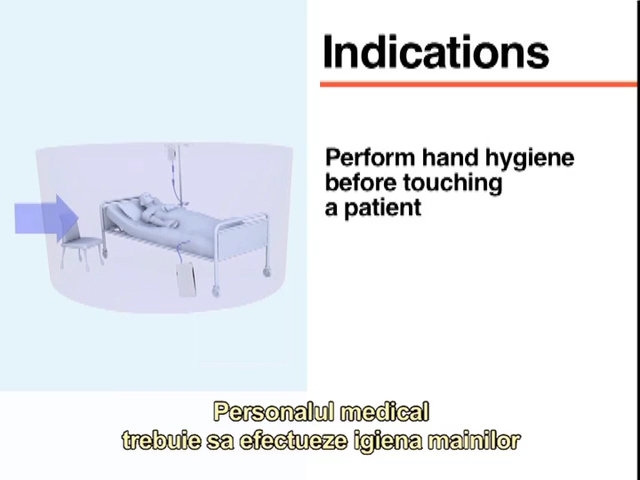 Indications
Perform hand hygiene
before touching
a patient
Personalul medical
trebuie sa efectueze igiena mainilor